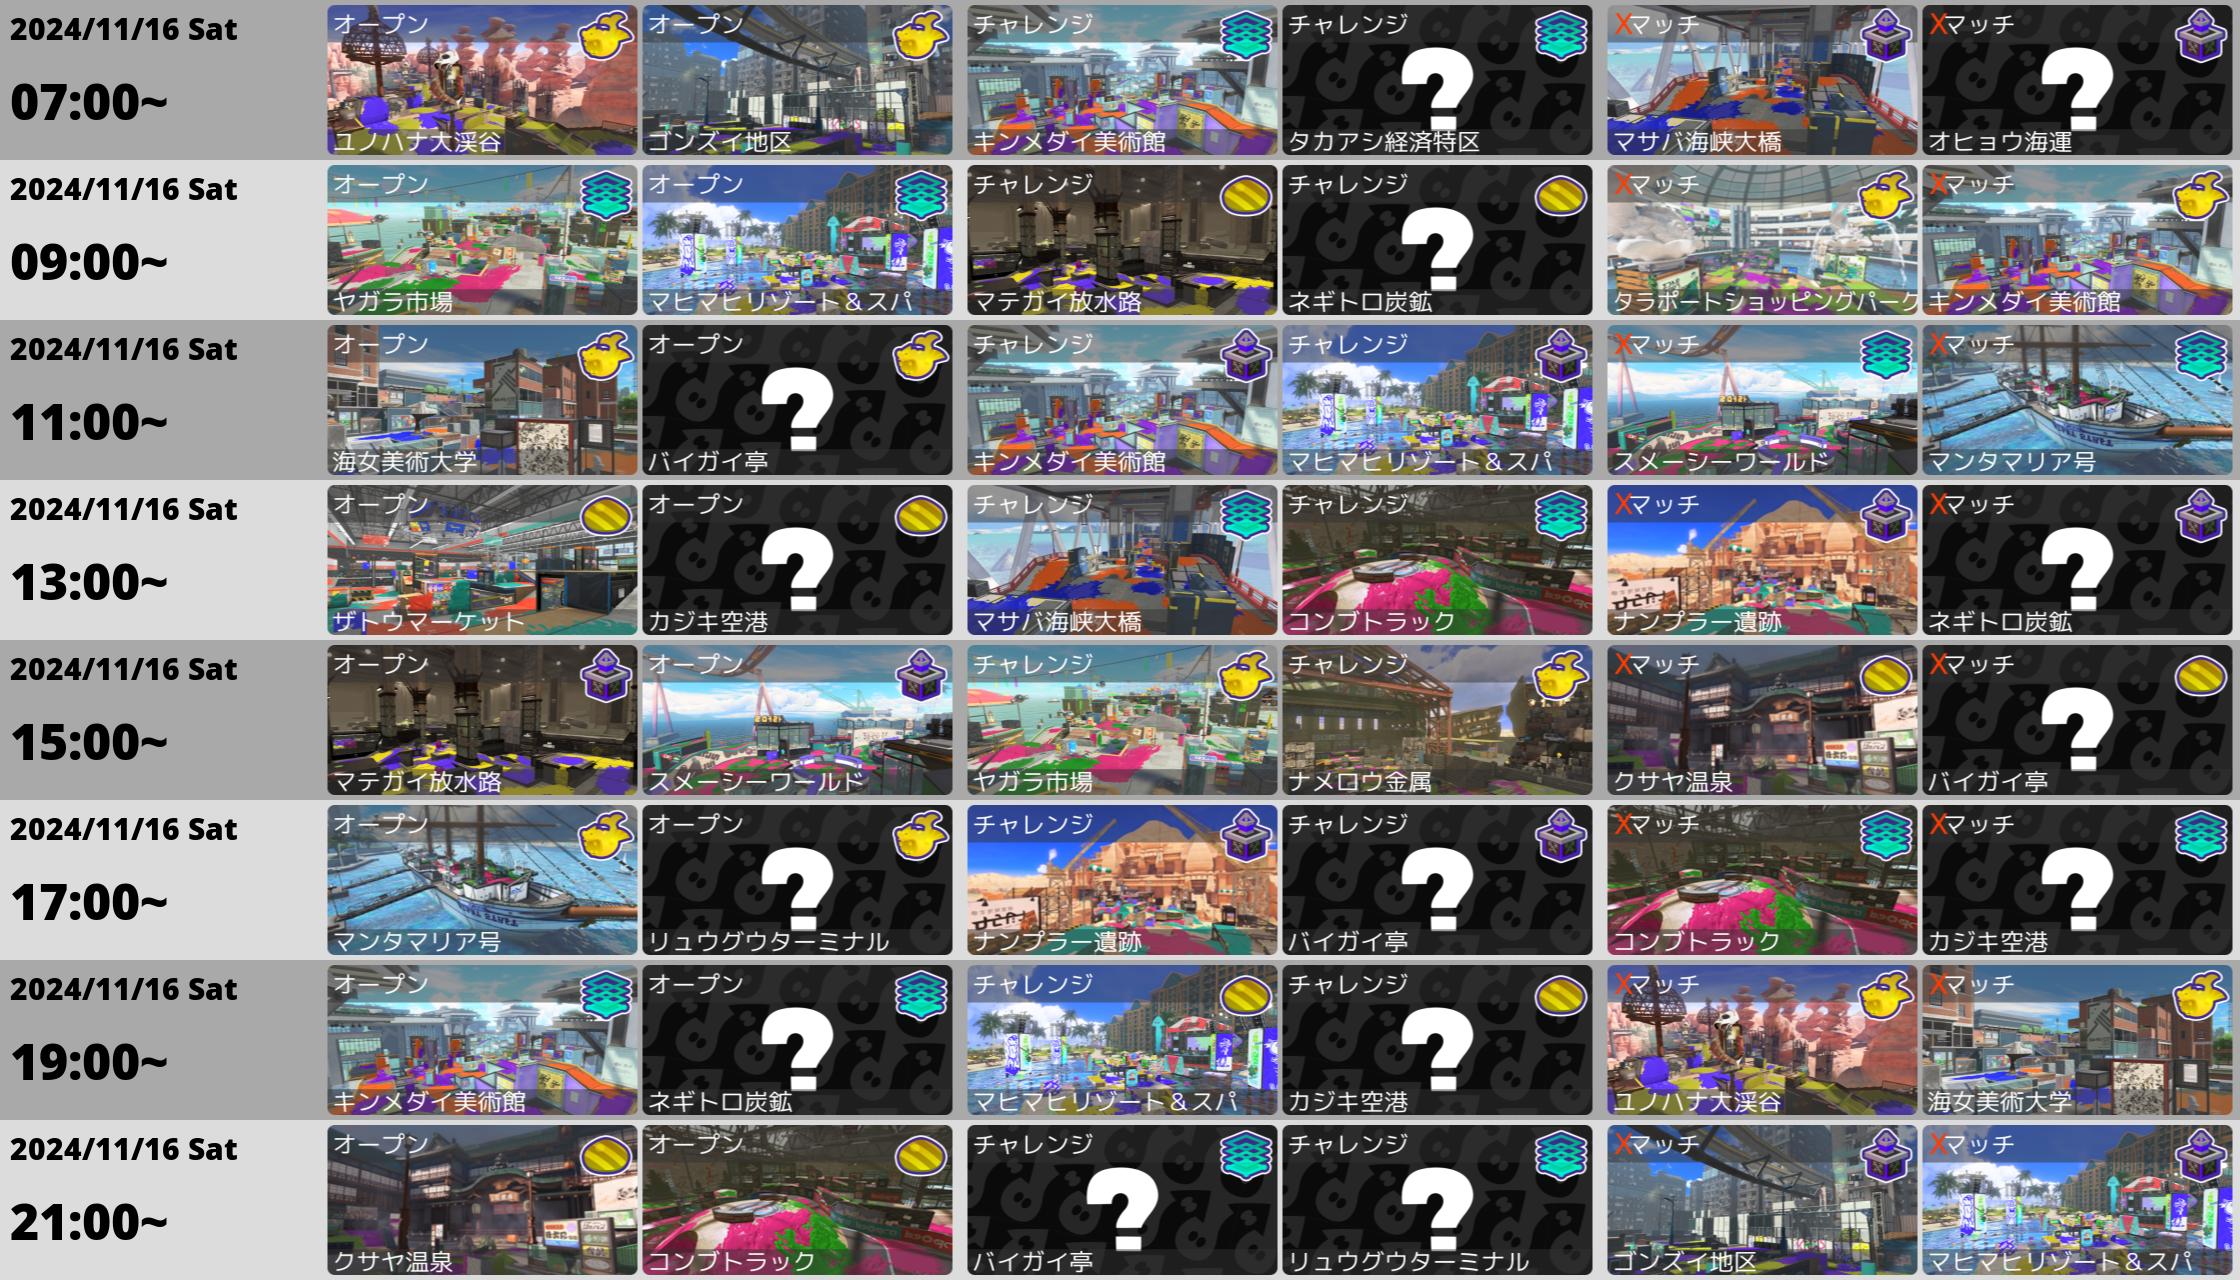 2024/11/16 Sat
07:00~
オープン
ユノハナ大渓谷
オープン
ゴンズイ地区
チャレンジ
キンメダイ美術館
チャレンジ
?
タカアシ経済特区
Xマッチ
マサバ海峡大橋
Xマッチ
?
オヒョウ海運
2024/11/16 Sat
09:00~
オープン
ヤガラ市場
オープン
マヒマヒリゾート&スパ
チャレンジ
マテガイ放水路
チャレンジ
?
ネギトロ炭鉱
Xマッチ
タラポートショッピングパーク
Xマッチ
キンメダイ美術館
2024/11/16 Sat
11:00~
オープン
海女美術大学
オープン
?
バイガイ亭
チャレンジ
キンメダイ美術館
チャレンジ
マヒマヒリゾート&スパ
Xマッチ
スメーシーワールド
Xマッチ
マンタマリア号
2024/11/16 Sat
13:00~
オープン
ザトウマーケット
オープン
?
カジキ空港
チャレンジ
マサバ海峡大橋
チャレンジ
コンブトラック
Xマッチ
ナンプラー遺跡
Xマッチ
?
ネギトロ炭鉱
2024/11/16 Sat
15:00~
オープン
マテガイ放水路
オープン
スメーシーワールド
チャレンジ
ヤガラ市場
チャレンジ
ナメロウ金属
Xマッチ
クサヤ温泉
Xマッチ
?
バイガイ亭
2024/11/16 Sat
17:00~
オープン
マンタマリア号
オープン
?
リュウグウターミナル
チャレンジ
ナンプラー遺跡
チャレンジ
?
バイガイ亭
Xマッチ
コンブトラック
Xマッチ
?
カジキ空港
2024/11/16 Sat
19:00~
オープン
キンメダイ美術館
オープン
?
ネギトロ炭鉱
チャレンジ
マヒマヒリゾート&スパ
チャレンジ
?
カジキ空港
Xマッチ
ユノハナ大渓谷
Xマッチ
海女美術大学
2024/11/16 Sat
21:00~
オープン
クサヤ温泉
オープン
コンブトラック
チャレンジ
?
バイガイ亭
チャレンジ
?
リュウグウターミナル
Xマッチ
ゴンズイ地区
Xマッチ
マヒマヒリゾート&スパ